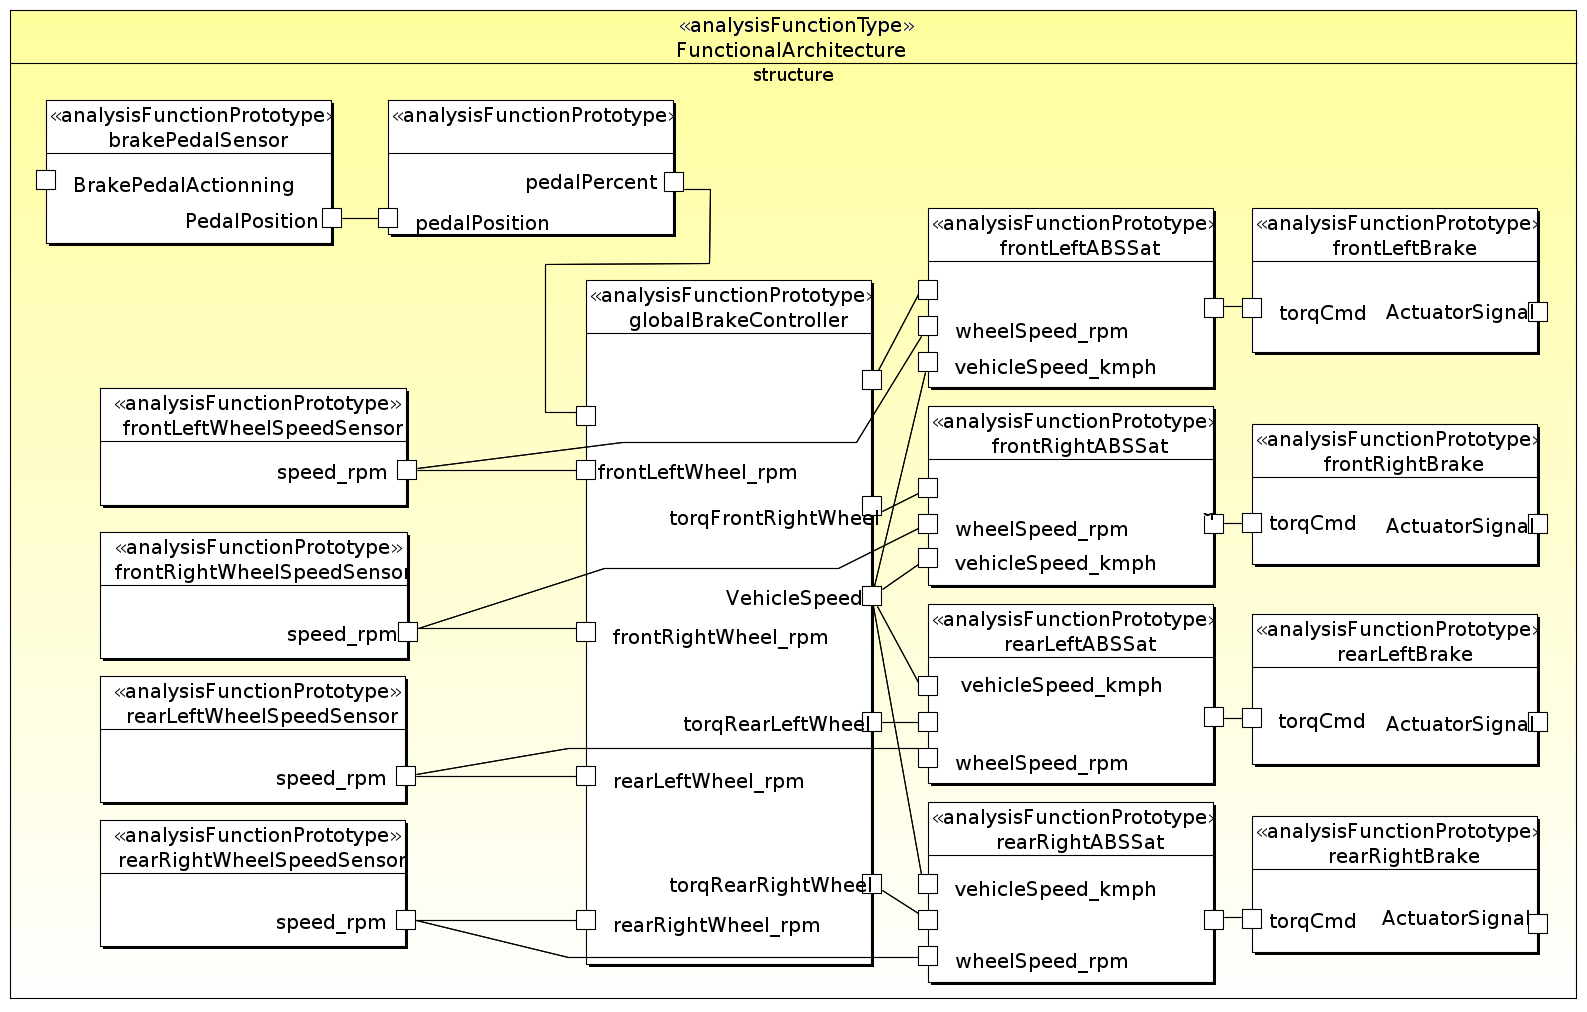 «analysisFunctionType»
FunctionalArchitecture
structure
«analysisFunctionPrototype»
brakePedalSensor
BrakePedalActionning
PedalPosition
«analysisFunctionPrototype»
pedalPercent
pedalPosition
«analysisFunctionPrototype»
globalBrakeController
frontLeftWheel_rpm
torqFrontRightWheel
VehicleSpeed
frontRightWheel_rpm
torqRearLeftWheel
rearLeftWheel_rpm
torqRearRightWheel
rearRightWheel_rpm
«analysisFunctionPrototype»
frontLeftWheelSpeedSensor
speed_rpm
«analysisFunctionPrototype»
frontRightWheelSpeedSensor
speed_rpm
«analysisFunctionPrototype»
rearLeftWheelSpeedSensor
speed_rpm
«analysisFunctionPrototype»
rearRightWheelSpeedSensor
speed_rpm
«analysisFunctionPrototype»
frontLeftABSSat
wheelSpeed_rpm
vehicleSpeed_kmph
«analysisFunctionPrototype»
frontRightABSSat
wheelSpeed_rpm
vehicleSpeed_kmph
«analysisFunctionPrototype»
rearLeftABSSat
vehicleSpeed_kmph
wheelSpeed_rpm
«analysisFunctionPrototype»
rearRightABSSat
vehicleSpeed_kmph
wheelSpeed_rpm
«analysisFunctionPrototype»
frontLeftBrake
torqCmd ActuatorSignal
«analysisFunctionPrototype»
frontRightBrake
torqCmd ActuatorSignal
«analysisFunctionPrototype»
rearLeftBrake
torqCmd ActuatorSignal
«analysisFunctionPrototype»
rearRightBrake
torqCmd ActuatorSignal